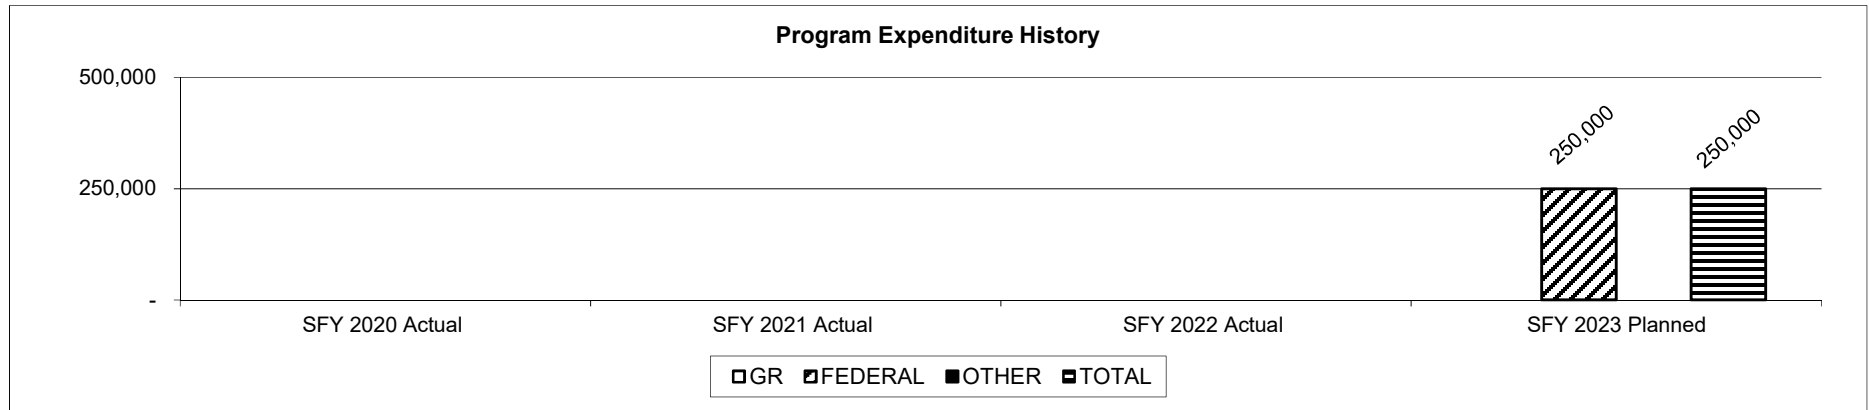 Program Expenditure History
500,000
250,000
-
250,000
250,000
SFY 2020 Actual
SFY 2021 Actual
SFY 2022 Actual
SFY 2023 Planned
GR FEDERAL OTHER TOTAL